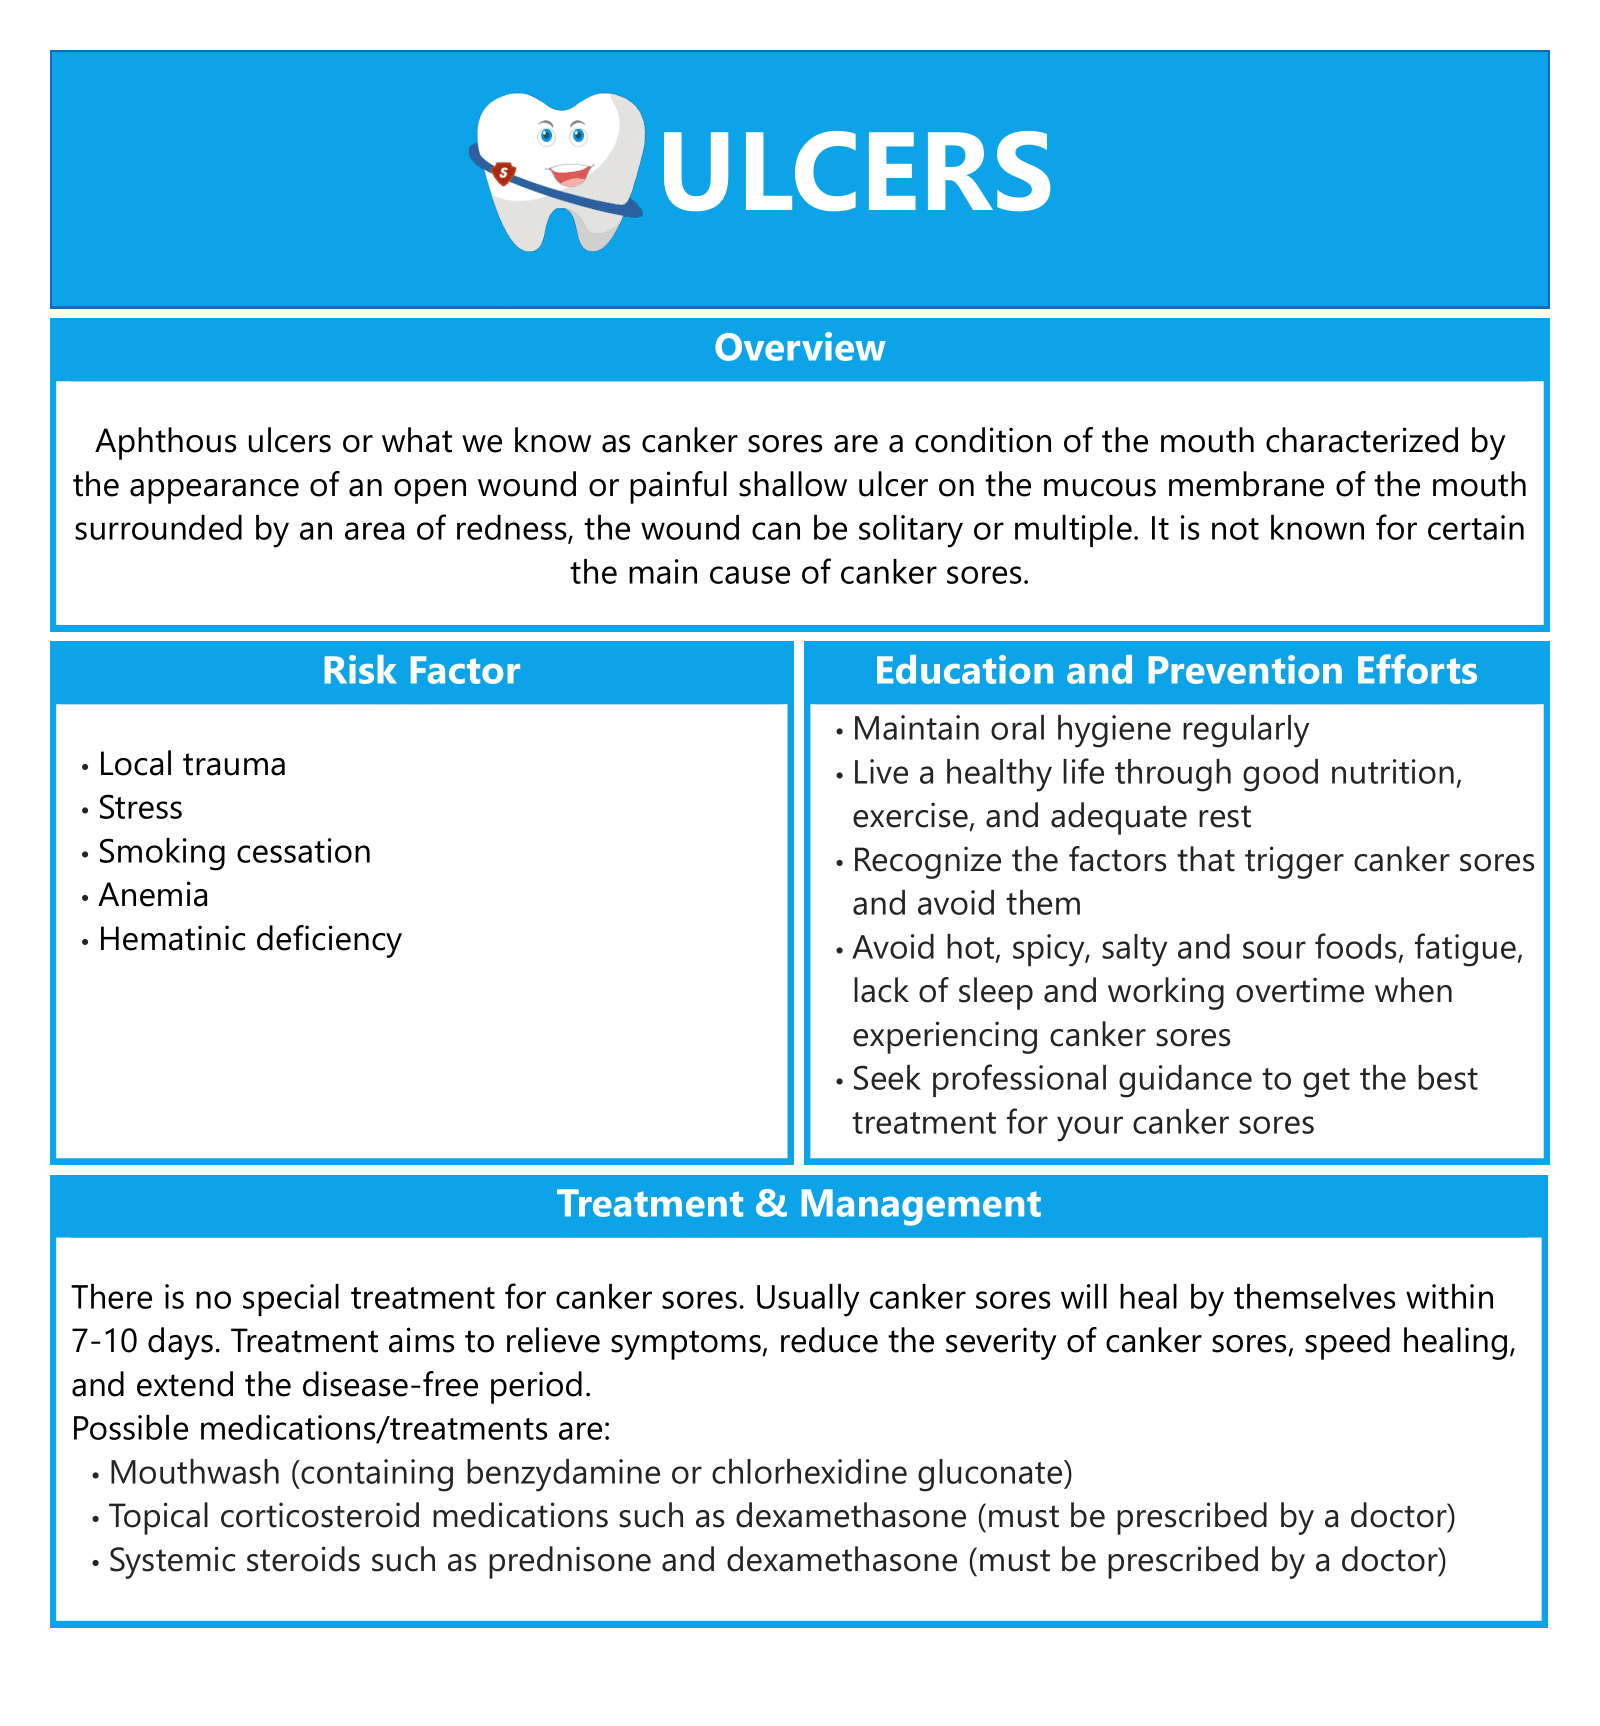 S
ULCERS
Overview
Aphthous ulcers or what we know as canker sores are a condition of the mouth characterized by
the appearance of an open wound or painful shallow ulcer on the mucous membrane of the mouth
surrounded by an area of redness, the wound can be solitary or multiple. It is not known for certain
the main cause of canker sores.
Risk Factor
• Local trauma
• Stress
• Smoking cessation
• Anemia
• Hematinic deficiency
Education and Prevention Efforts
• Maintain oral hygiene regularly
• Live a healthy life through good nutrition,
exercise, and adequate rest
• Recognize the factors that trigger canker sores
and avoid them
• Avoid hot, spicy, salty and sour foods, fatigue,
lack of sleep and working overtime when
experiencing canker sores
• Seek professional guidance to get the best
treatment for your canker sores
Treatment & Management
There is no special treatment for canker sores. Usually canker sores will heal by themselves within
7-10 days. Treatment aims to relieve symptoms, reduce the severity of canker sores, speed healing,
and extend the disease-free period.
Possible medications/treatments are:
• Mouthwash (containing benzydamine or chlorhexidine gluconate)
• Topical corticosteroid medications such as dexamethasone (must be prescribed by a doctor)
• Systemic steroids such as prednisone and dexamethasone (must be prescribed by a doctor)